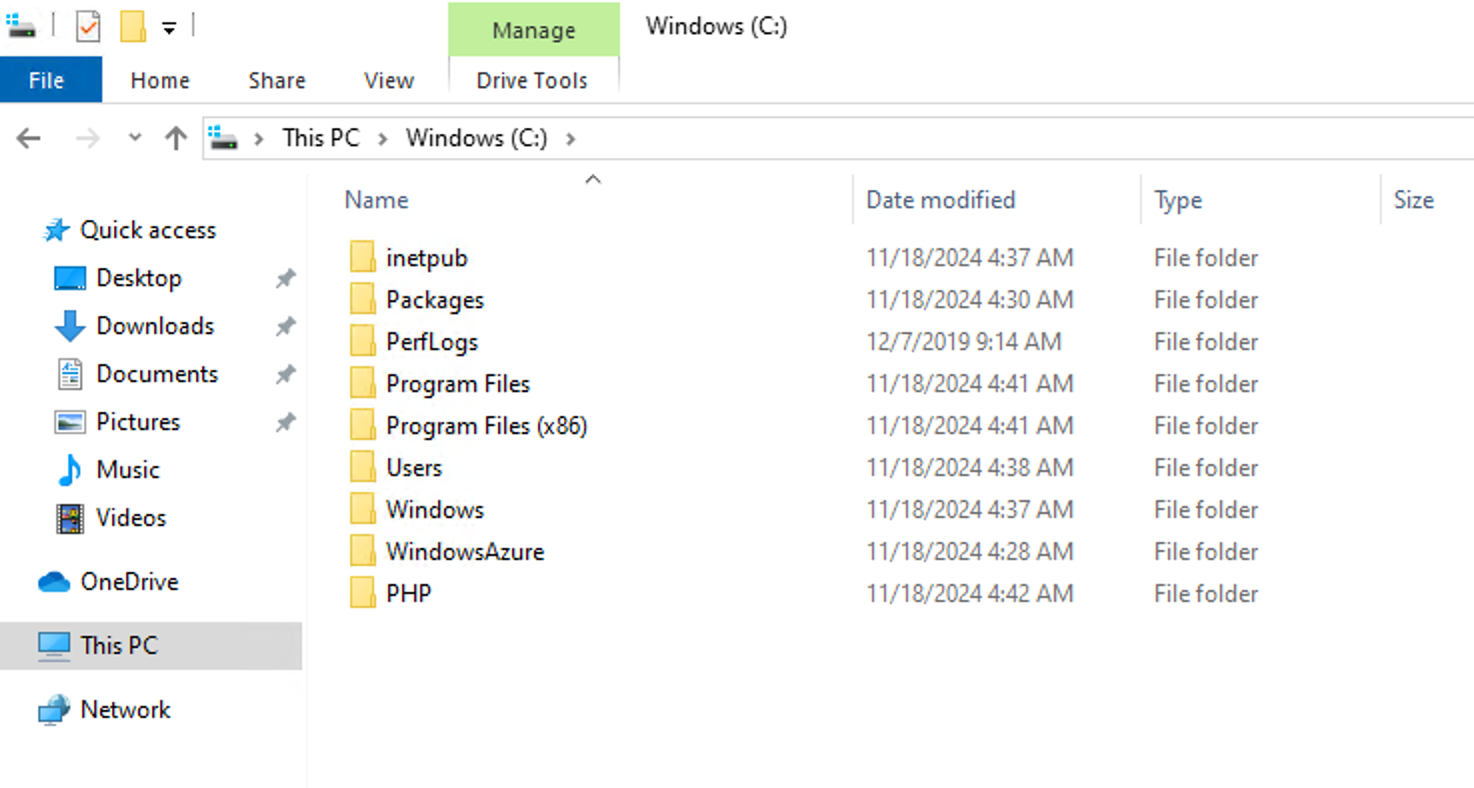 Manage Windows (C:)
File Home Share View Drive Tools
This PC Windows (C:)
Name Date modified Type Size
Quick access
Desktop
Downloads
Documents
Pictures
Music
Videos
OneDrive
This PC
Network
inetpub 11/18/2024 4:37 AM File folder
Packages 11/18/2024 4:30 AM File folder
PerfLogs 12/7/2019 9:14 AM File folder
Program Files 11/18/2024 4:41 AM File folder
Program Files (x86) 11/18/2024 4:41 AM File folder
Users 11/18/2024 4:38 AM File folder
Windows 11/18/2024 4:37 AM File folder
WindowsAzure 11/18/2024 4:28 AM File folder
PHP 11/18/2024 4:42 AM File folder